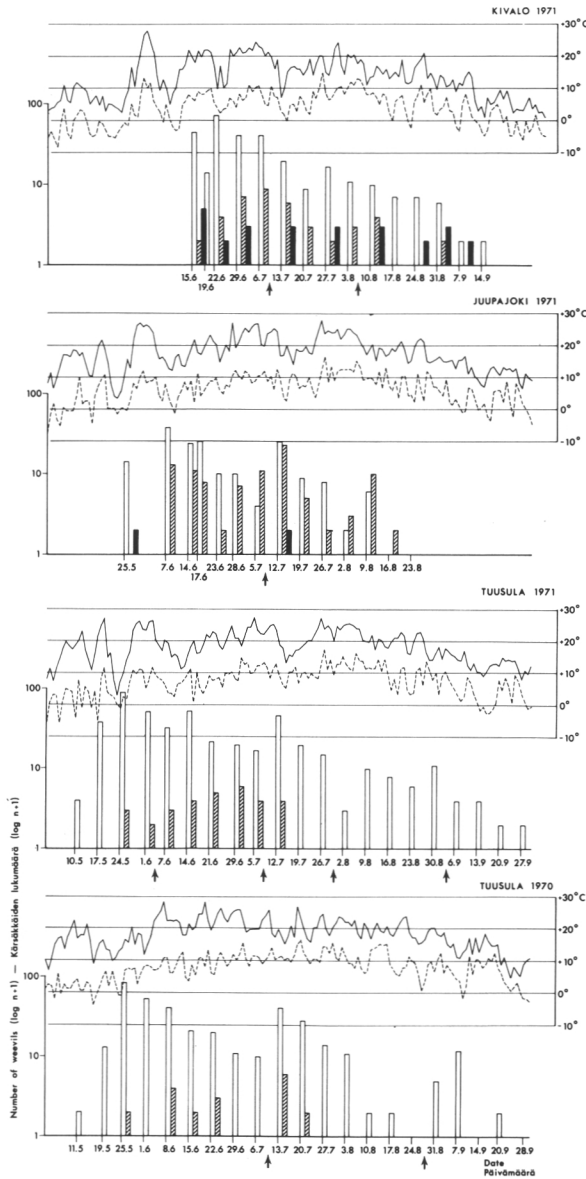 KIVALO 1971
+30°C
+20°
+10°
0°
-10°
100
10
1
15.6 22.6 29.6 6.7 13.7 20.7 27.7 3.8 10.8 17.8 24.8 31.8 7.9 14.9
19.6
JUUPAJOKI 1971
+30°C
+20°
+10°
0°
-10°
100
10
1
25.5 7.6 14.6 23.6 28.6 5.7 12.7 19.7 26.7 2.8 9.8 16.8 23.8
17.6
TUUSULA 1971
+30°C
+20°
+10°
0°
-10°
100
10
1
10.5 17.5 24.5 1.6 7.6 14.6 21.6 29.6 5.7 12.7 19.7 26.7 2.8 9.8 16.8 23.8 30.8 6.9 13.9 20.9 27.9
TUUSULA 1970
+30°C
+20°
+10°
0°
-10°
100
10
1
11.5 19.5 25.5 1.6 8.6 15.6 22.6 29.6 6.7 13.7 20.7 27.7 3.8 10.8 17.8 24.8 31.8 7.9 14.9 20.9 28.9
Date
Päivämäärä
Number of weevils (log n+1) — Kärsäkkäiden lukumäärä (log n+1)